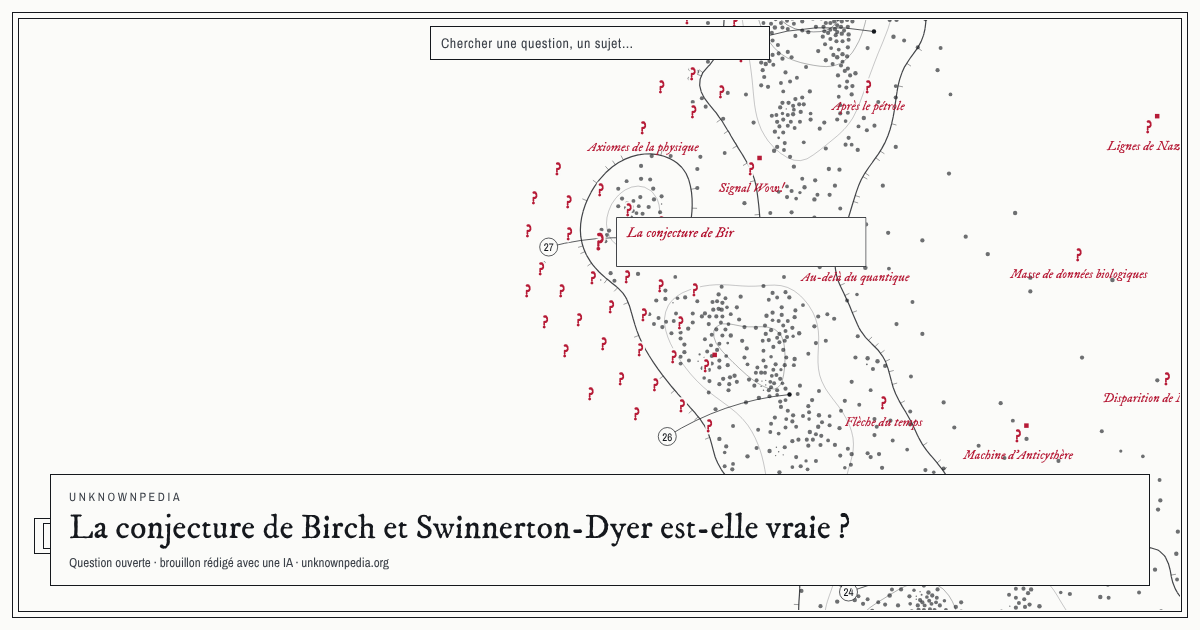 Chercher une question, un sujet…
Après le pétrole
Axiomes de la physique
Lignes de Naz
Signal Wow!
La conjecture de Bir
27
Au-delà du quantique
Masse de données biologiques
Disparition de
Flèche du temps
26
Machine d'Anticythère
UNKNOWNPEDIA
La conjecture de Birch et Swinnerton-Dyer est-elle vraie ?
Question ouverte · brouillon rédigé avec une IA · unknownpedia.org
24